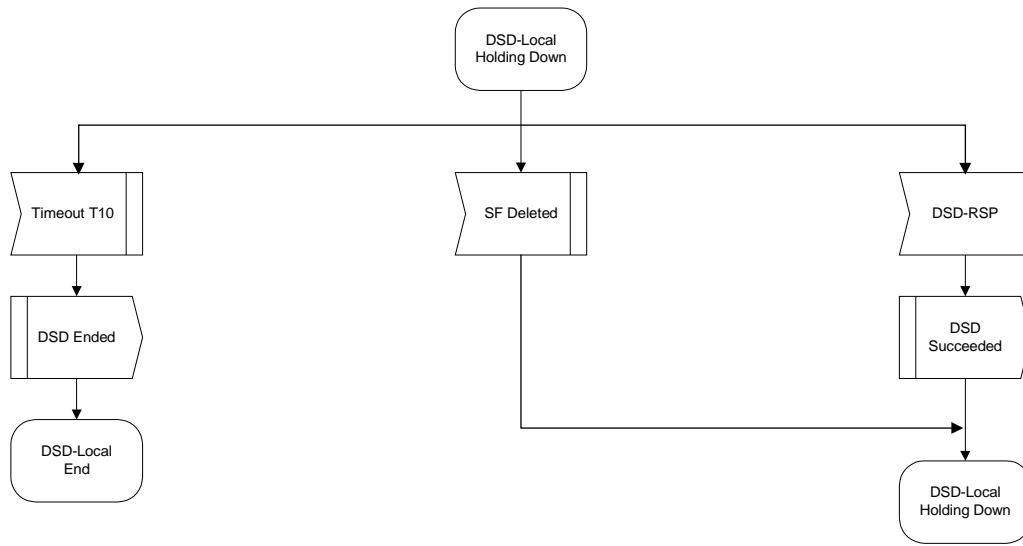 DSD-Local
Holding Down
Timeout T10
SF Deleted
DSD-RSP
DSD Ended
DSD
Succeeded
DSD-Local
End
DSD-Local
Holding Down